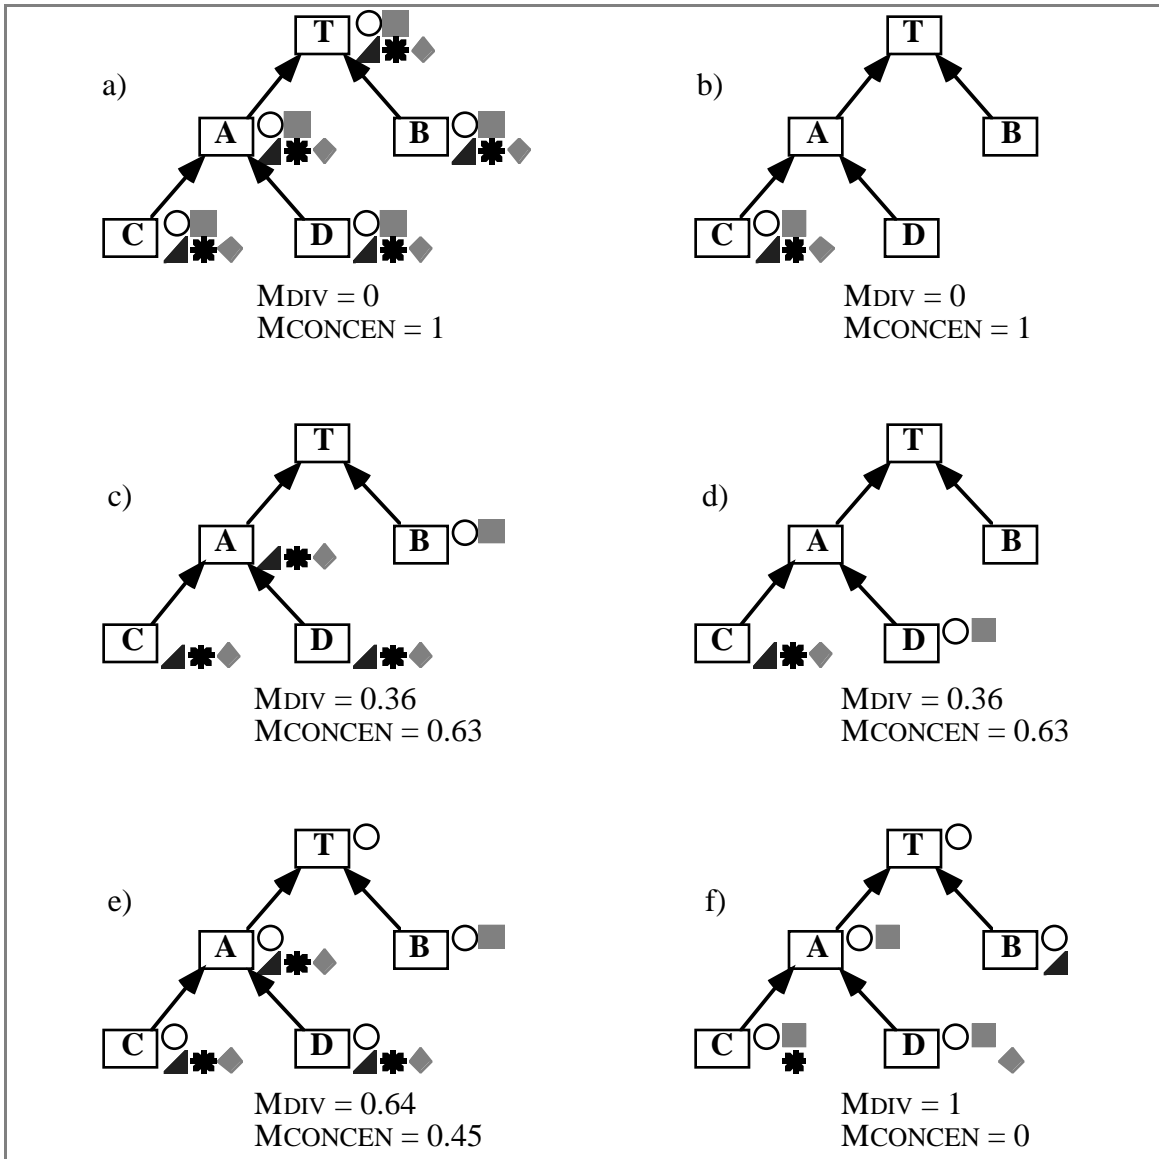 a)
T
A
B
C
D
MDIV = 0
MCONCEN = 1
b)
T
A
B
C
D
MDIV = 0
MCONCEN = 1
c)
T
A
B
C
D
MDIV = 0.36
MCONCEN = 0.63
d)
T
A
B
C
D
MDIV = 0.36
MCONCEN = 0.63
e)
T
A
B
C
D
MDIV = 0.64
MCONCEN = 0.45
f)
T
A
B
C
D
MDIV = 1
MCONCEN = 0